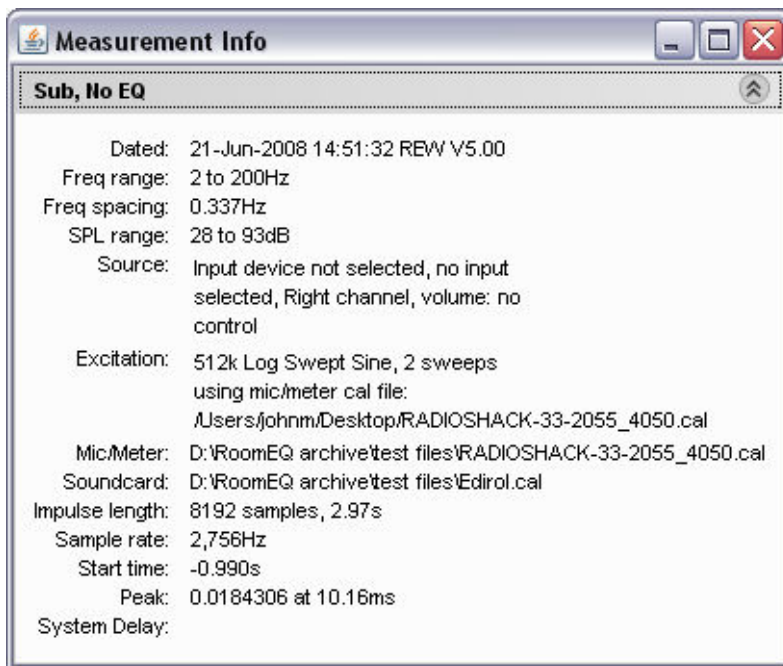 Measurement Info
Sub, No EQ
Dated: 21-Jun-2008 14:51:32 REW V5.00
Freq range: 2 to 200Hz
Freq spacing: 0.337Hz
SPL range: 28 to 93dB
Source: Input device not selected, no input
selected, Right channel, volume: no
control
Excitation: 512k Log Swept Sine, 2 sweeps
using mic/meter cal file:
/Users/johnm/Desktop/RADIOSHACK-33-2055_4050.cal
Mic/Meter: D:\RoomEQ archive\test files\RADIOSHACK-33-2055_4050.cal
Soundcard: D:\RoomEQ archive\test files\Edirol.cal
Impulse length: 8192 samples, 2.97s
Sample rate: 2,756Hz
Start time: -0.990s
Peak: 0.0184306 at 10.16ms
System Delay: